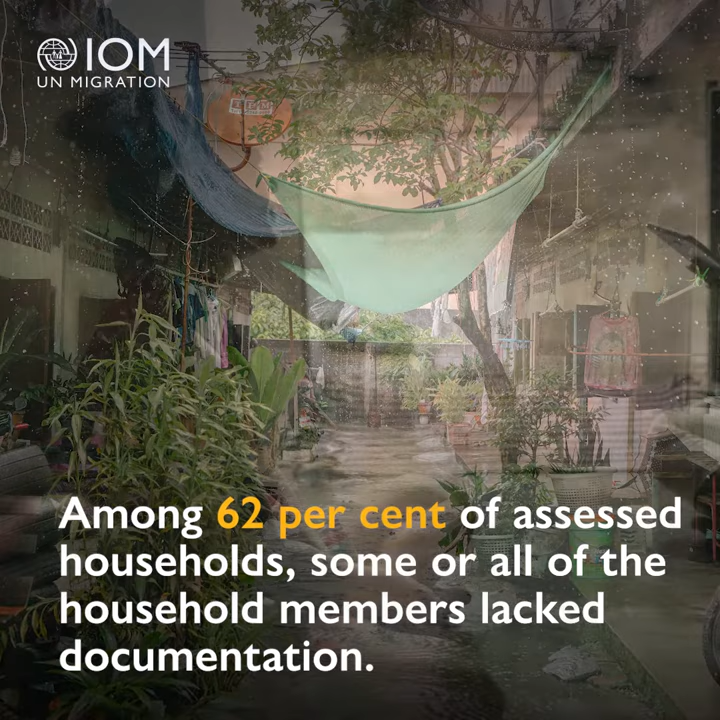 IOM
UN MIGRATION
Among 62 per cent of assessed
households, some or all of the
household members lacked
documentation.